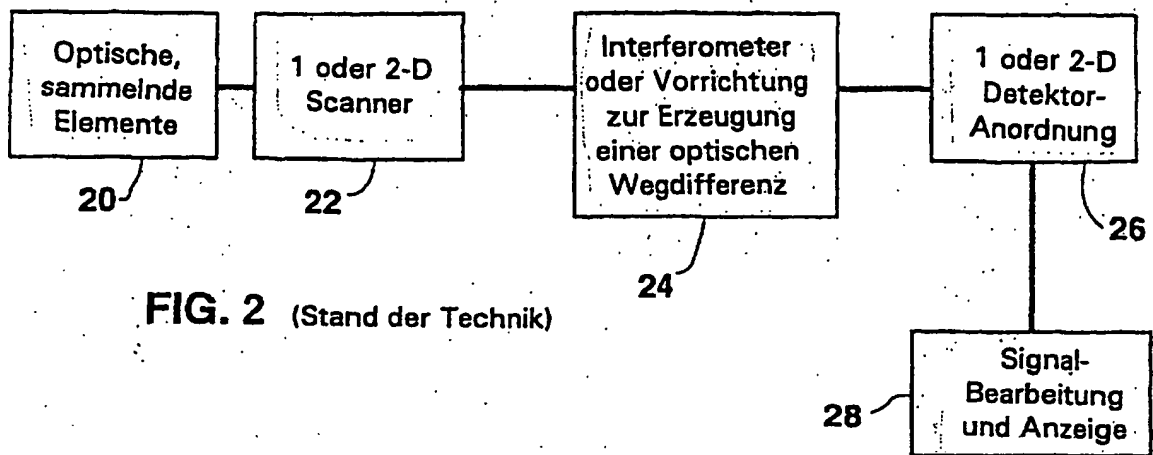 Optische,
sammelnde
Elemente
20
1 oder 2-D
Scanner
22
Interferometer
oder Vorrichtung
zur Erzeugung
einer optischen
Wegdifferenz
24
1 oder 2-D
Detektor-
Anordnung
26
Signal-
Bearbeitung
und Anzeige
28
FIG. 2 (Stand der Technik)